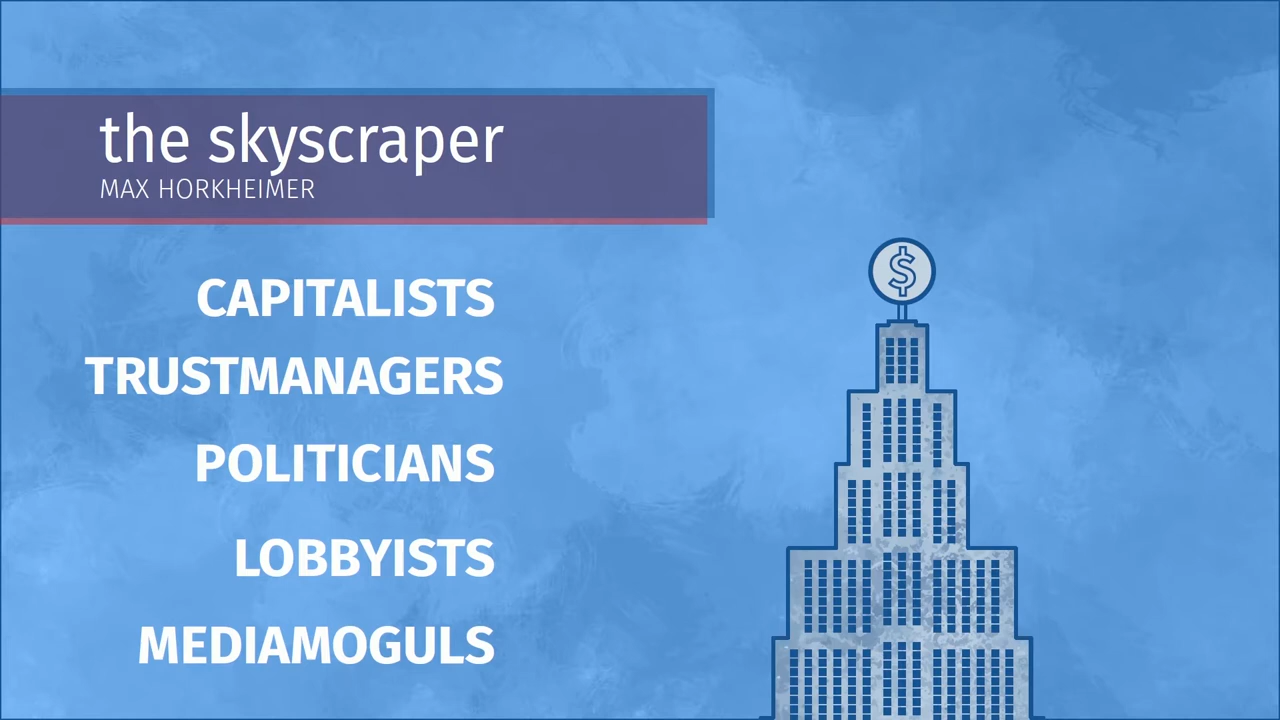 the skyscraper
MAX HORKHEIMER
$
CAPITALISTS
TRUSTMANAGERS
POLITICIANS
LOBBYISTS
MEDIAMOGULS